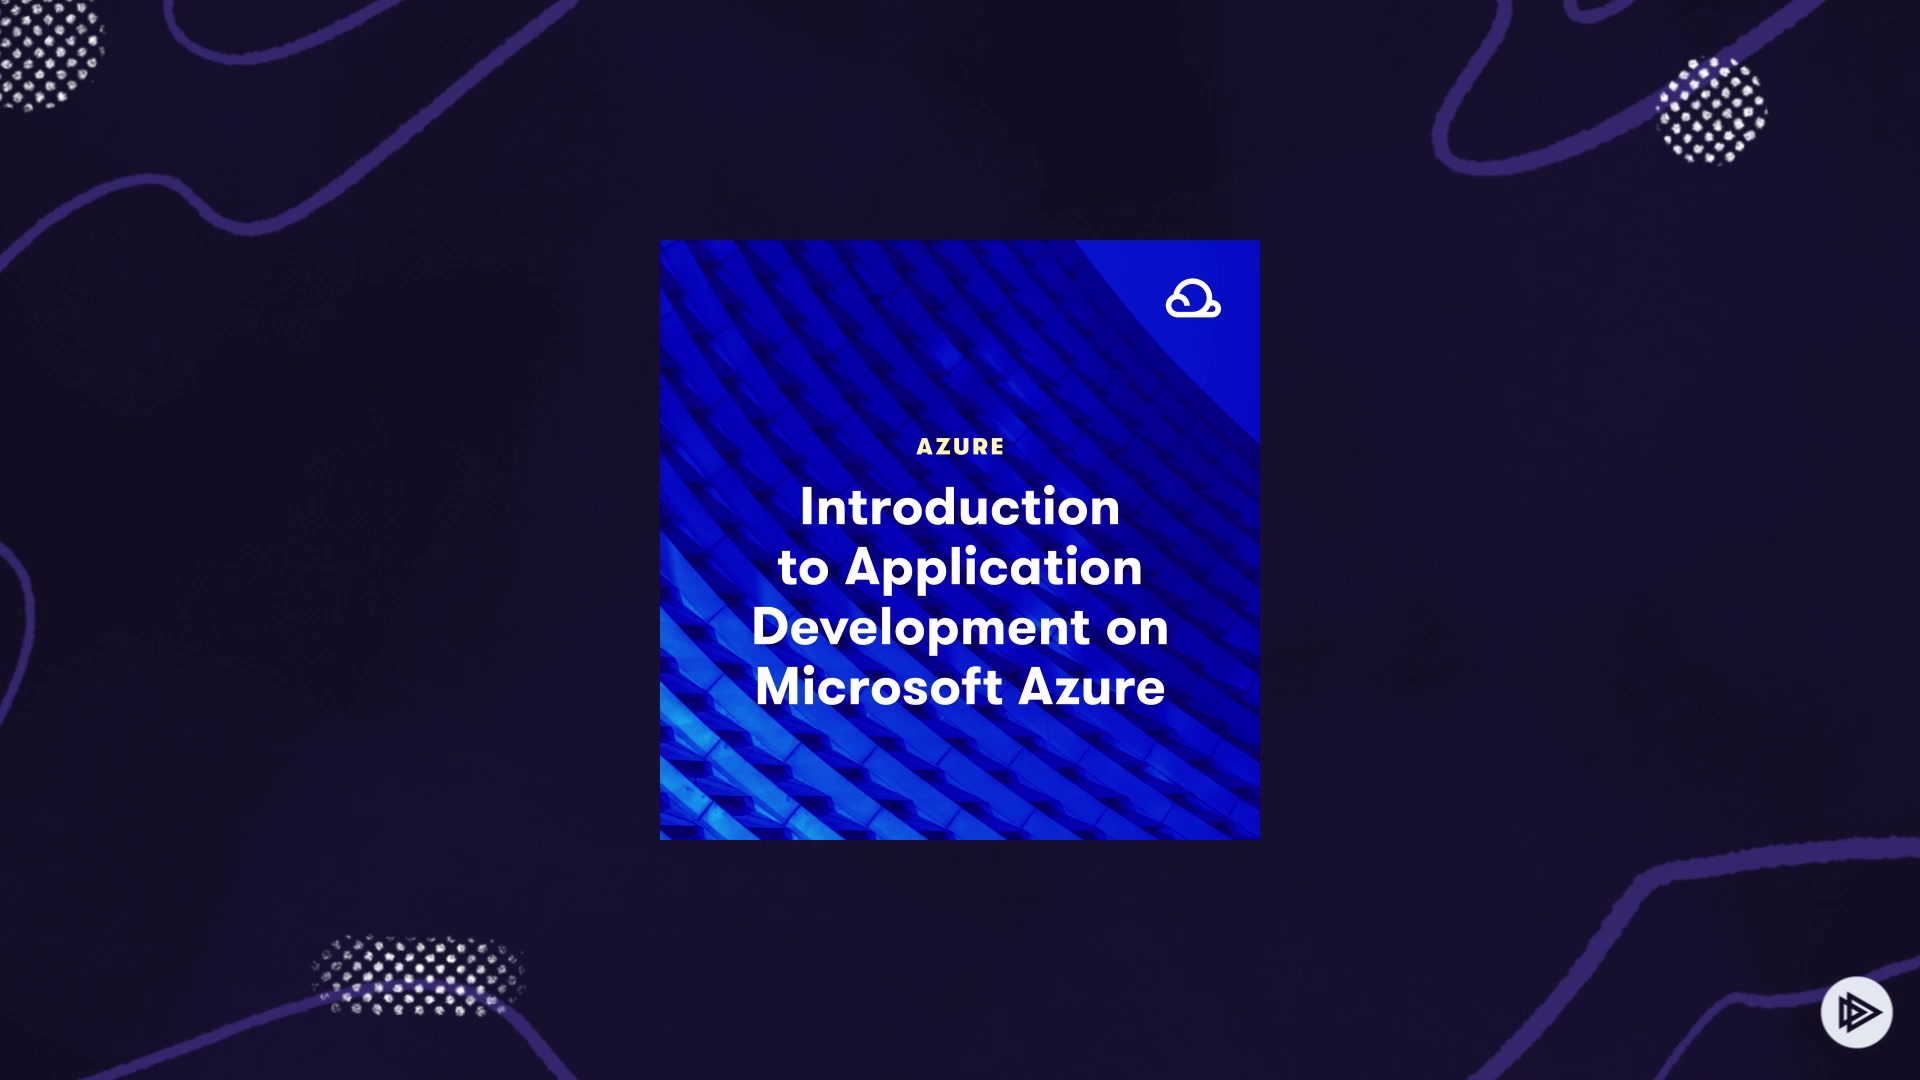 AZURE
Introduction
to Application
Development on
Microsoft Azure